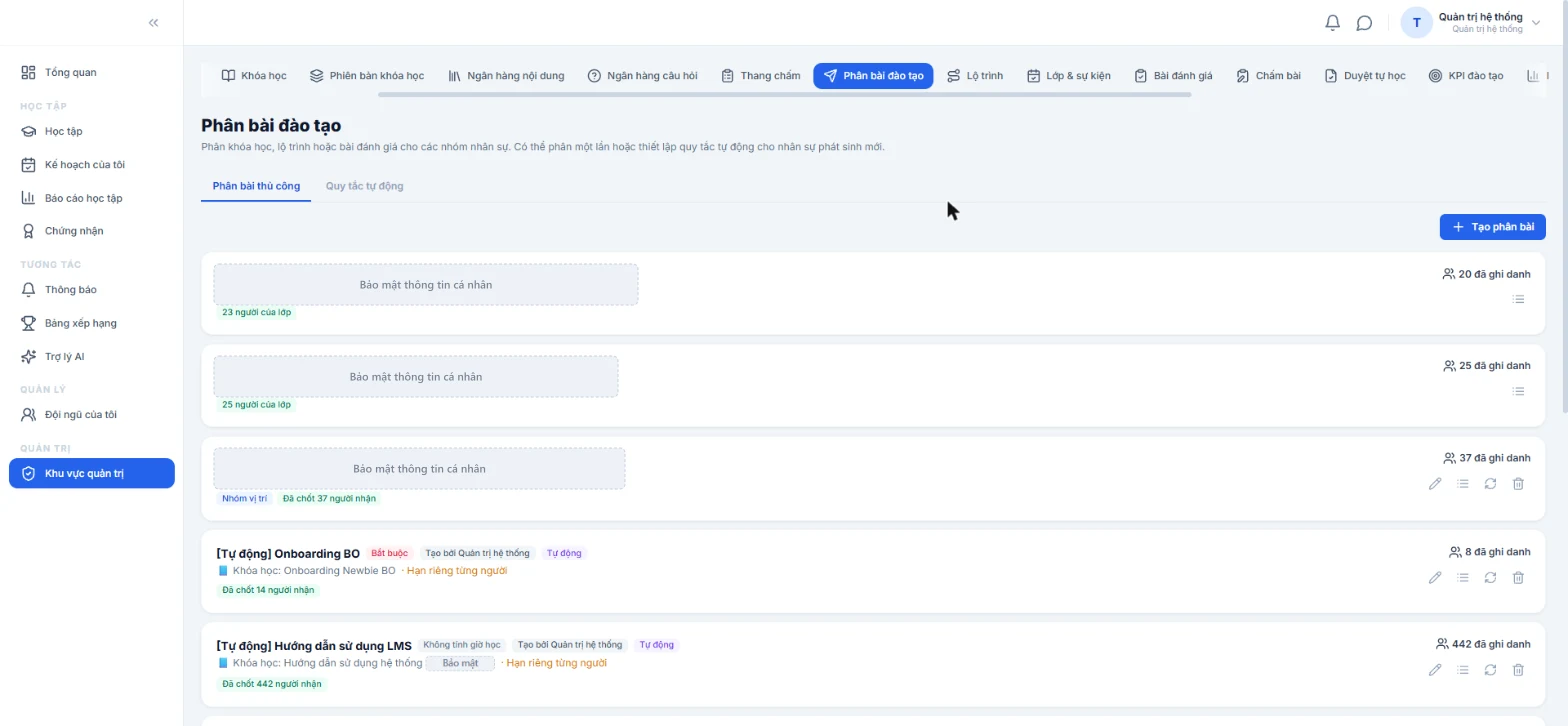 Quản trị hệ thống
T
Quản trị hệ thống
Tổng quan
HỌC TẬP
Học tập
Kế hoạch của tôi
Báo cáo học tập
Chứng nhận
TƯƠNG TÁC
Thông báo
Bảng xếp hạng
Trợ lý AI
QUẢN LÝ
Đội ngũ của tôi
QUẢN TRỊ
Khu vực quản trị
Khóa học
Phiên bản khóa học
Ngân hàng nội dung
Ngân hàng câu hỏi
Thang chấm
Phân bài đào tạo
Lộ trình
Lớp & sự kiện
Bài đánh giá
Chấm bài
Duyệt tự học
KPI đào tạo
Phân bài đào tạo
Phân khóa học, lộ trình hoặc bài đánh giá cho các nhóm nhân sự. Có thể phân một lần hoặc thiết lập quy tắc tự động cho nhân sự phát sinh mới.
Phân bài thủ công
Quy tắc tự động
Tạo phân bài
Bảo mật thông tin cá nhân
20 đã ghi danh
23 người của lớp
Bảo mật thông tin cá nhân
25 đã ghi danh
25 người của lớp
Bảo mật thông tin cá nhân
37 đã ghi danh
Nhóm vị trí Đã chốt 37 người nhận
[Tự động] Onboarding BO Bắt buộc Tạo bởi Quản trị hệ thống Tự động
8 đã ghi danh
Khóa học: Onboarding Newbie BO · Hạn riêng từng người
Đã chốt 14 người nhận
[Tự động] Hướng dẫn sử dụng LMS Không tính giờ học Tạo bởi Quản trị hệ thống Tự động
442 đã ghi danh
Khóa học: Hướng dẫn sử dụng hệ thống Bảo mật · Hạn riêng từng người
Đã chốt 442 người nhận